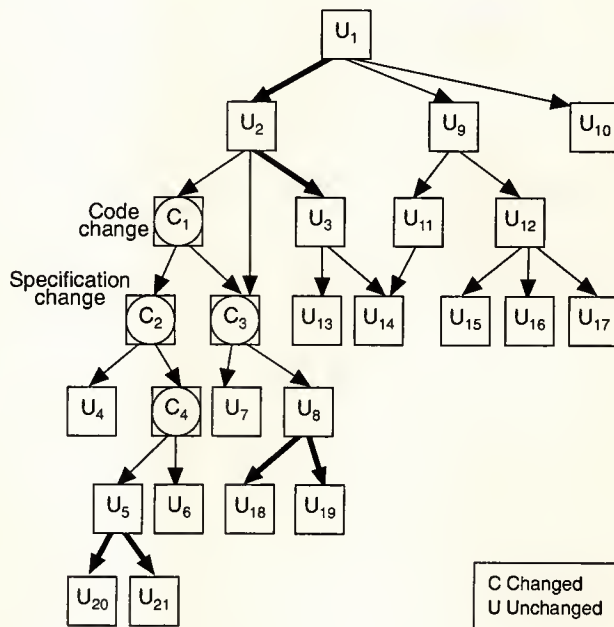 U1
U2
U9
U10
Code
change
C1
U3
U11
U12
Specification
change
C2
C3
U13
U14
U15
U16
U17
U4
C4
U7
U8
U5
U6
U18
U19
U20
U21
C Changed
U Unchanged